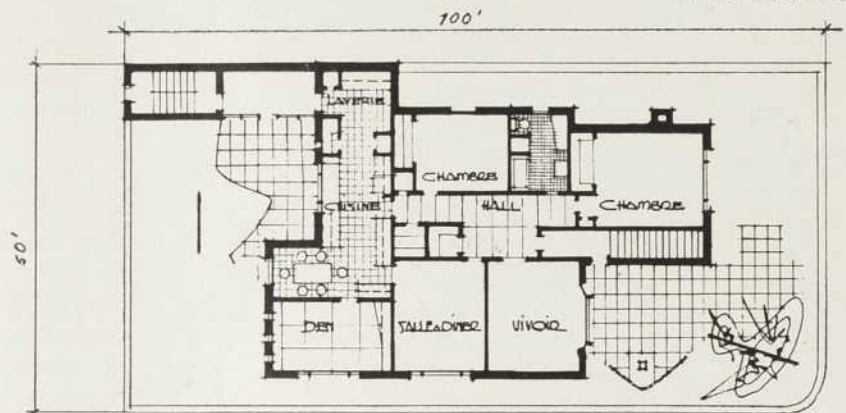 100'
50'
LAVERIE
CHAMBRE
CUISINE
HALL
CHAMBRE
DEN
SALLE A DINER
VIVOIR